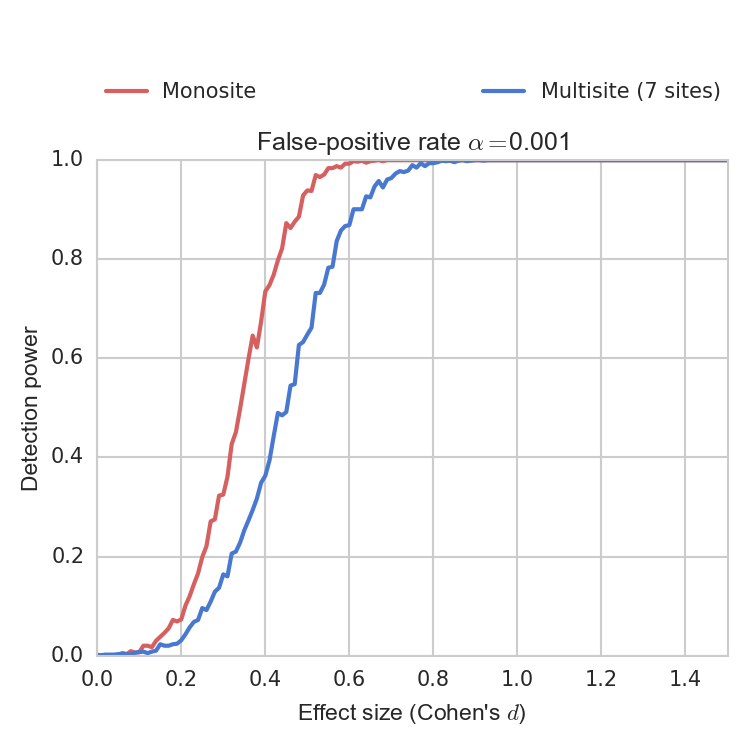 Monosite
Multisite (7 sites)
False-positive rate α=0.001
1.0
0.8
0.6
0.4
0.2
0.0
Detection power
0.0 0.2 0.4 0.6 0.8 1.0 1.2 1.4
Effect size (Cohen's d)